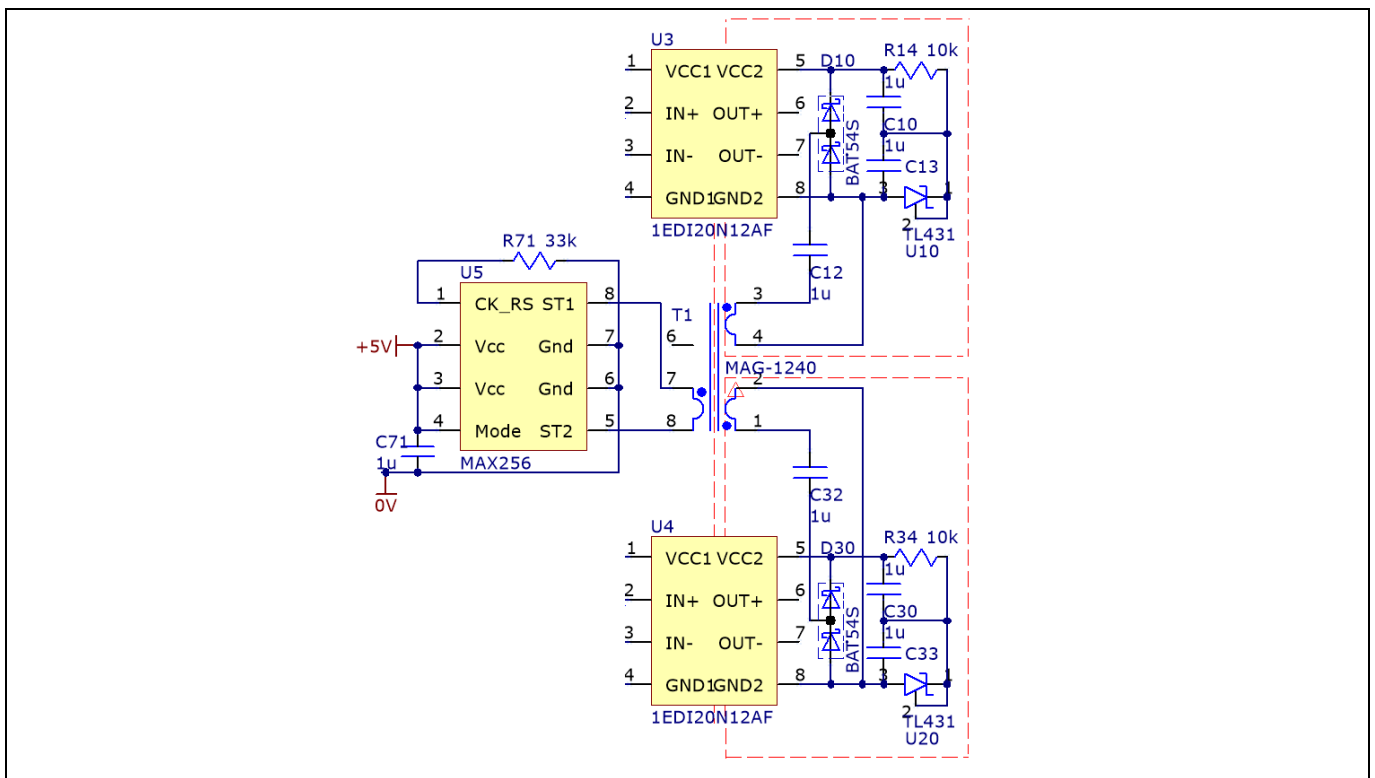 U3
1 VCC1 VCC2 5
2 IN+ OUT+ 6
3 IN- OUT- 7
4 GND1GND2 8
1EDI20N12AF
D10
BAT54S
R14 10k
1u
C10
1u
C13
3
1
2
TL431
U10
C12
1u
R71 33k
U5
1 CK_RS ST1 8
+5V 2 Vcc Gnd 7
3 Vcc Gnd 6
4 Mode ST2 5
C71
1u
MAX256
0V
T1
6
7
8
3
4
MAG-1240
2
1
C32
1u
U4
1 VCC1 VCC2 5
2 IN+ OUT+ 6
3 IN- OUT- 7
4 GND1GND2 8
1EDI20N12AF
D30
BAT54S
R34 10k
1u
C30
1u
C33
3
1
2
TL431
U20